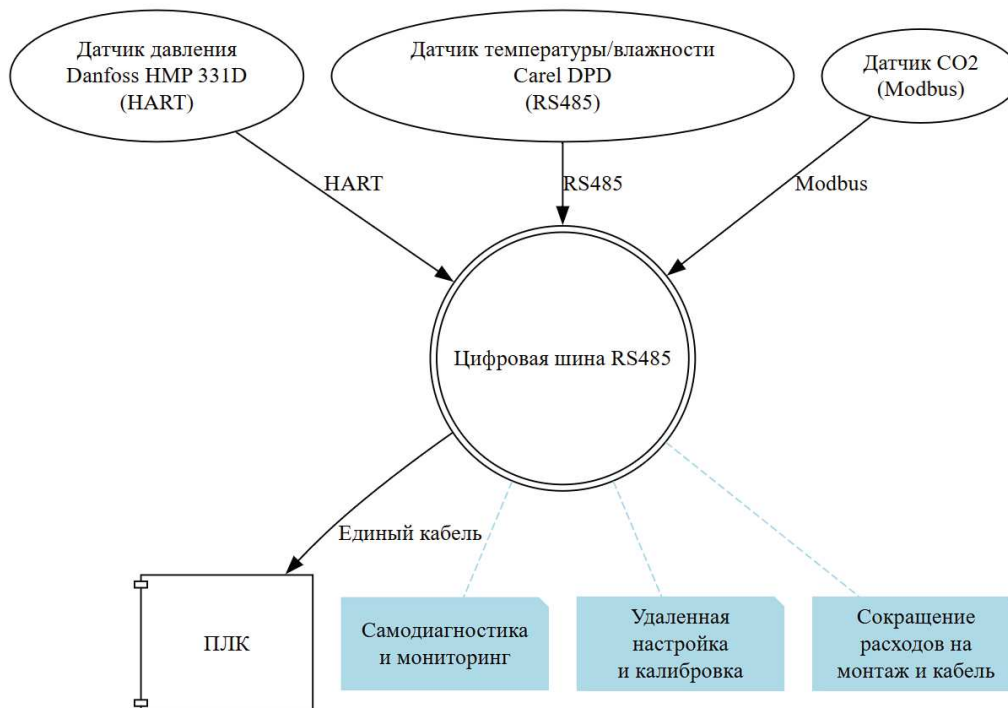 Датчик давления
Danfoss HMP 331D
(HART)
Датчик температуры/влажности
Carel DPD
(RS485)
Датчик CO2
(Modbus)
HART
RS485
Modbus
Цифровая шина RS485
Единый кабель
ПЛК
Самодиагностика
и мониторинг
Удаленная
настройка
и калибровка
Сокращение
расходов на
монтаж и кабель